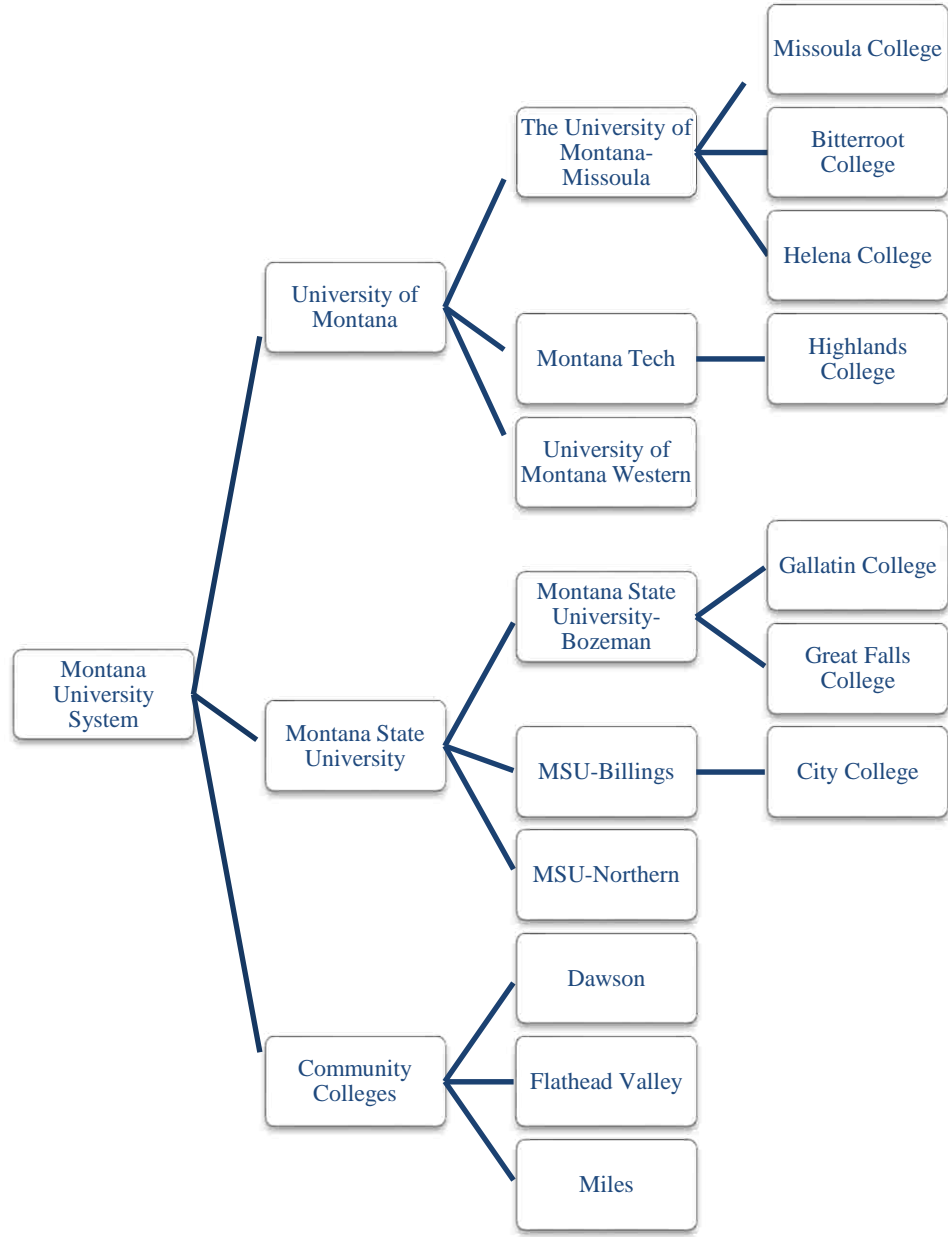 Missoula College
The University of
Montana-
Missoula
Bitterroot
College
Helena College
University of
Montana
Montana Tech
Highlands
College
University of
Montana Western
Gallatin College
Montana State
University-
Bozeman
Great Falls
College
Montana
University
System
Montana State
University
MSU-Billings
City College
MSU-Northern
Dawson
Community
Colleges
Flathead Valley
Miles